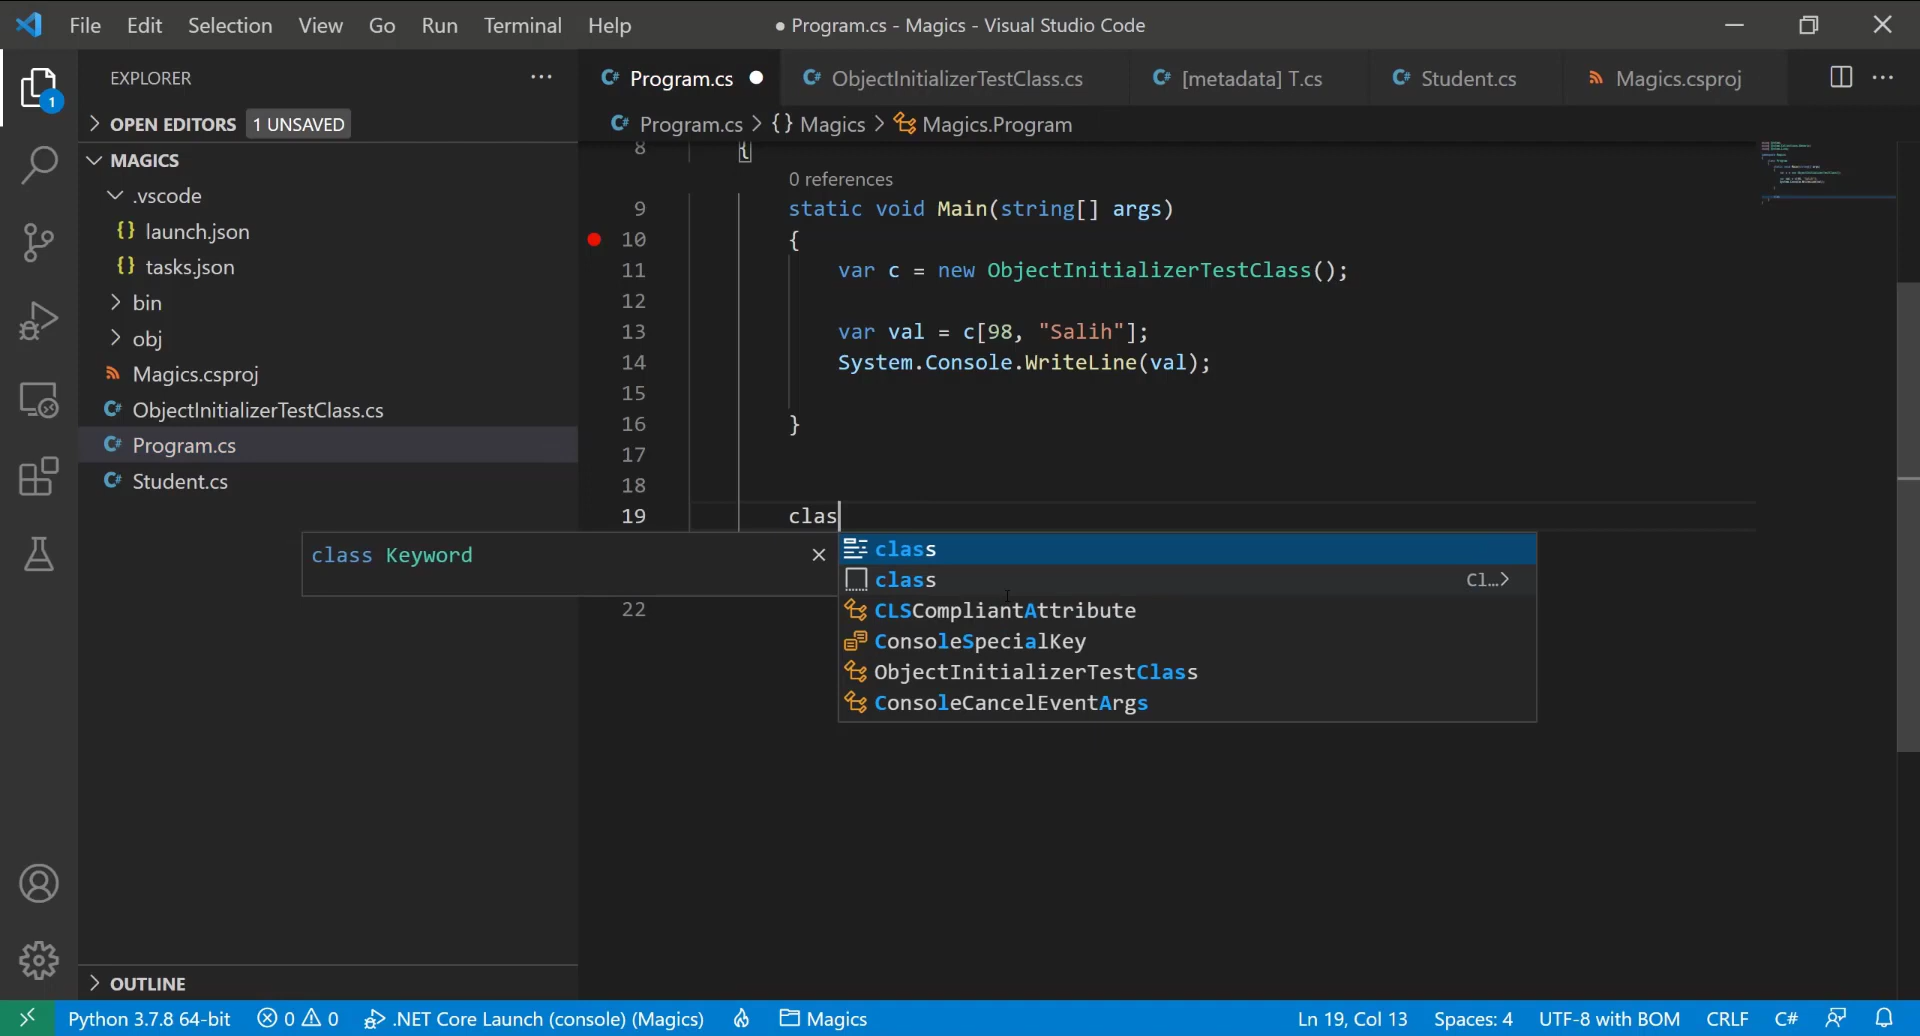 File Edit Selection View Go Run Terminal Help
● Program.cs - Magics - Visual Studio Code
1
EXPLORER
OPEN EDITORS 1 UNSAVED
MAGICS
.vscode
{} launch.json
{} tasks.json
bin
obj
Magics.csproj
C# ObjectInitializerTestClass.cs
C# Program.cs
C# Student.cs
OUTLINE
C# Program.cs ● C# ObjectInitializerTestClass.cs C# [metadata] T.cs C# Student.cs Magics.csproj
C# Program.cs > {} Magics > Magics.Program
8 {
0 references
9 static void Main(string[] args)
10 {
11 var c = new ObjectInitializerTestClass();
12
13 var val = c[98, "Salih"];
14 System.Console.WriteLine(val);
15
16 }
17
18
19 clas
class Keyword
class
class Cl...>
CLSCompliantAttribute
ConsoleSpecialKey
ObjectInitializerTestClass
ConsoleCancelEventArgs
22
Python 3.7.8 64-bit 0 0 .NET Core Launch (console) (Magics) Magics Ln 19, Col 13 Spaces: 4 UTF-8 with BOM CRLF C#